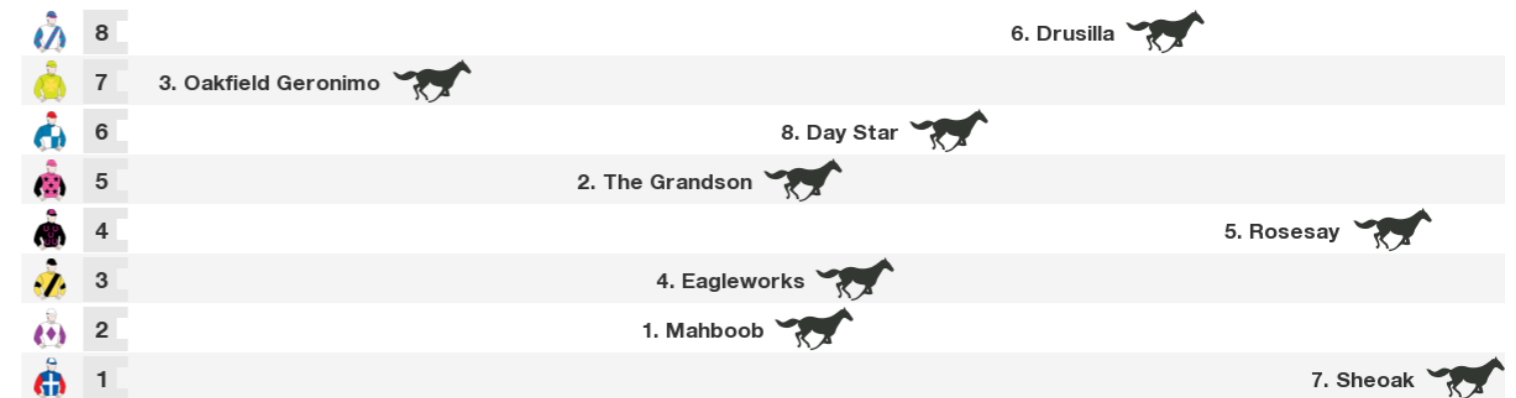 8 6. Drusilla
7 3. Oakfield Geronimo
6 8. Day Star
5 2. The Grandson
4 5. Rosesay
3 4. Eagleworks
2 1. Mahboob
1 7. Sheoak